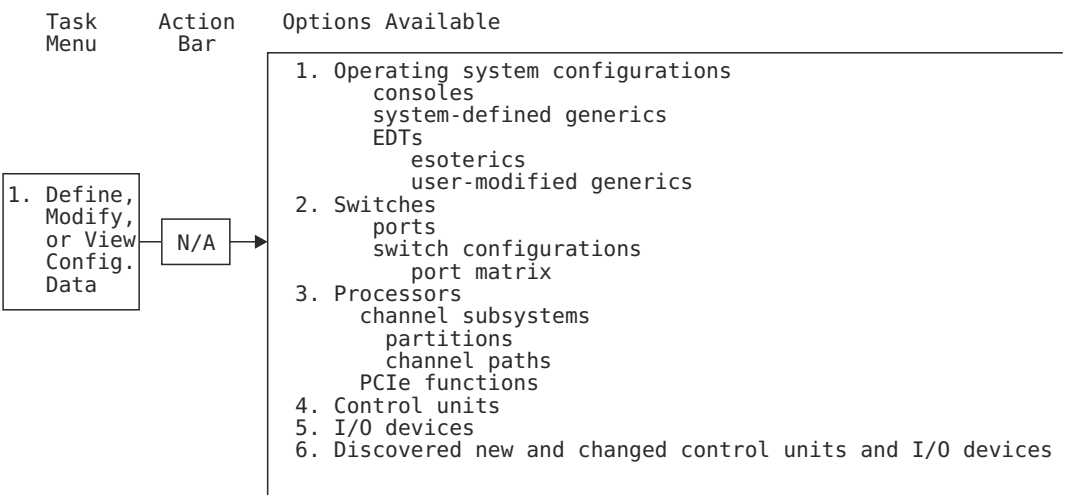 Task Action Options Available
Menu Bar
1. Operating system configurations
consoles
system-defined generics
EDTs
esoterics
user-modified generics
1. Define,
Modify,
or View
Config.
Data
N/A
2. Switches
ports
switch configurations
port matrix
3. Processors
channel subsystems
partitions
channel paths
PCIe functions
4. Control units
5. I/O devices
6. Discovered new and changed control units and I/O devices